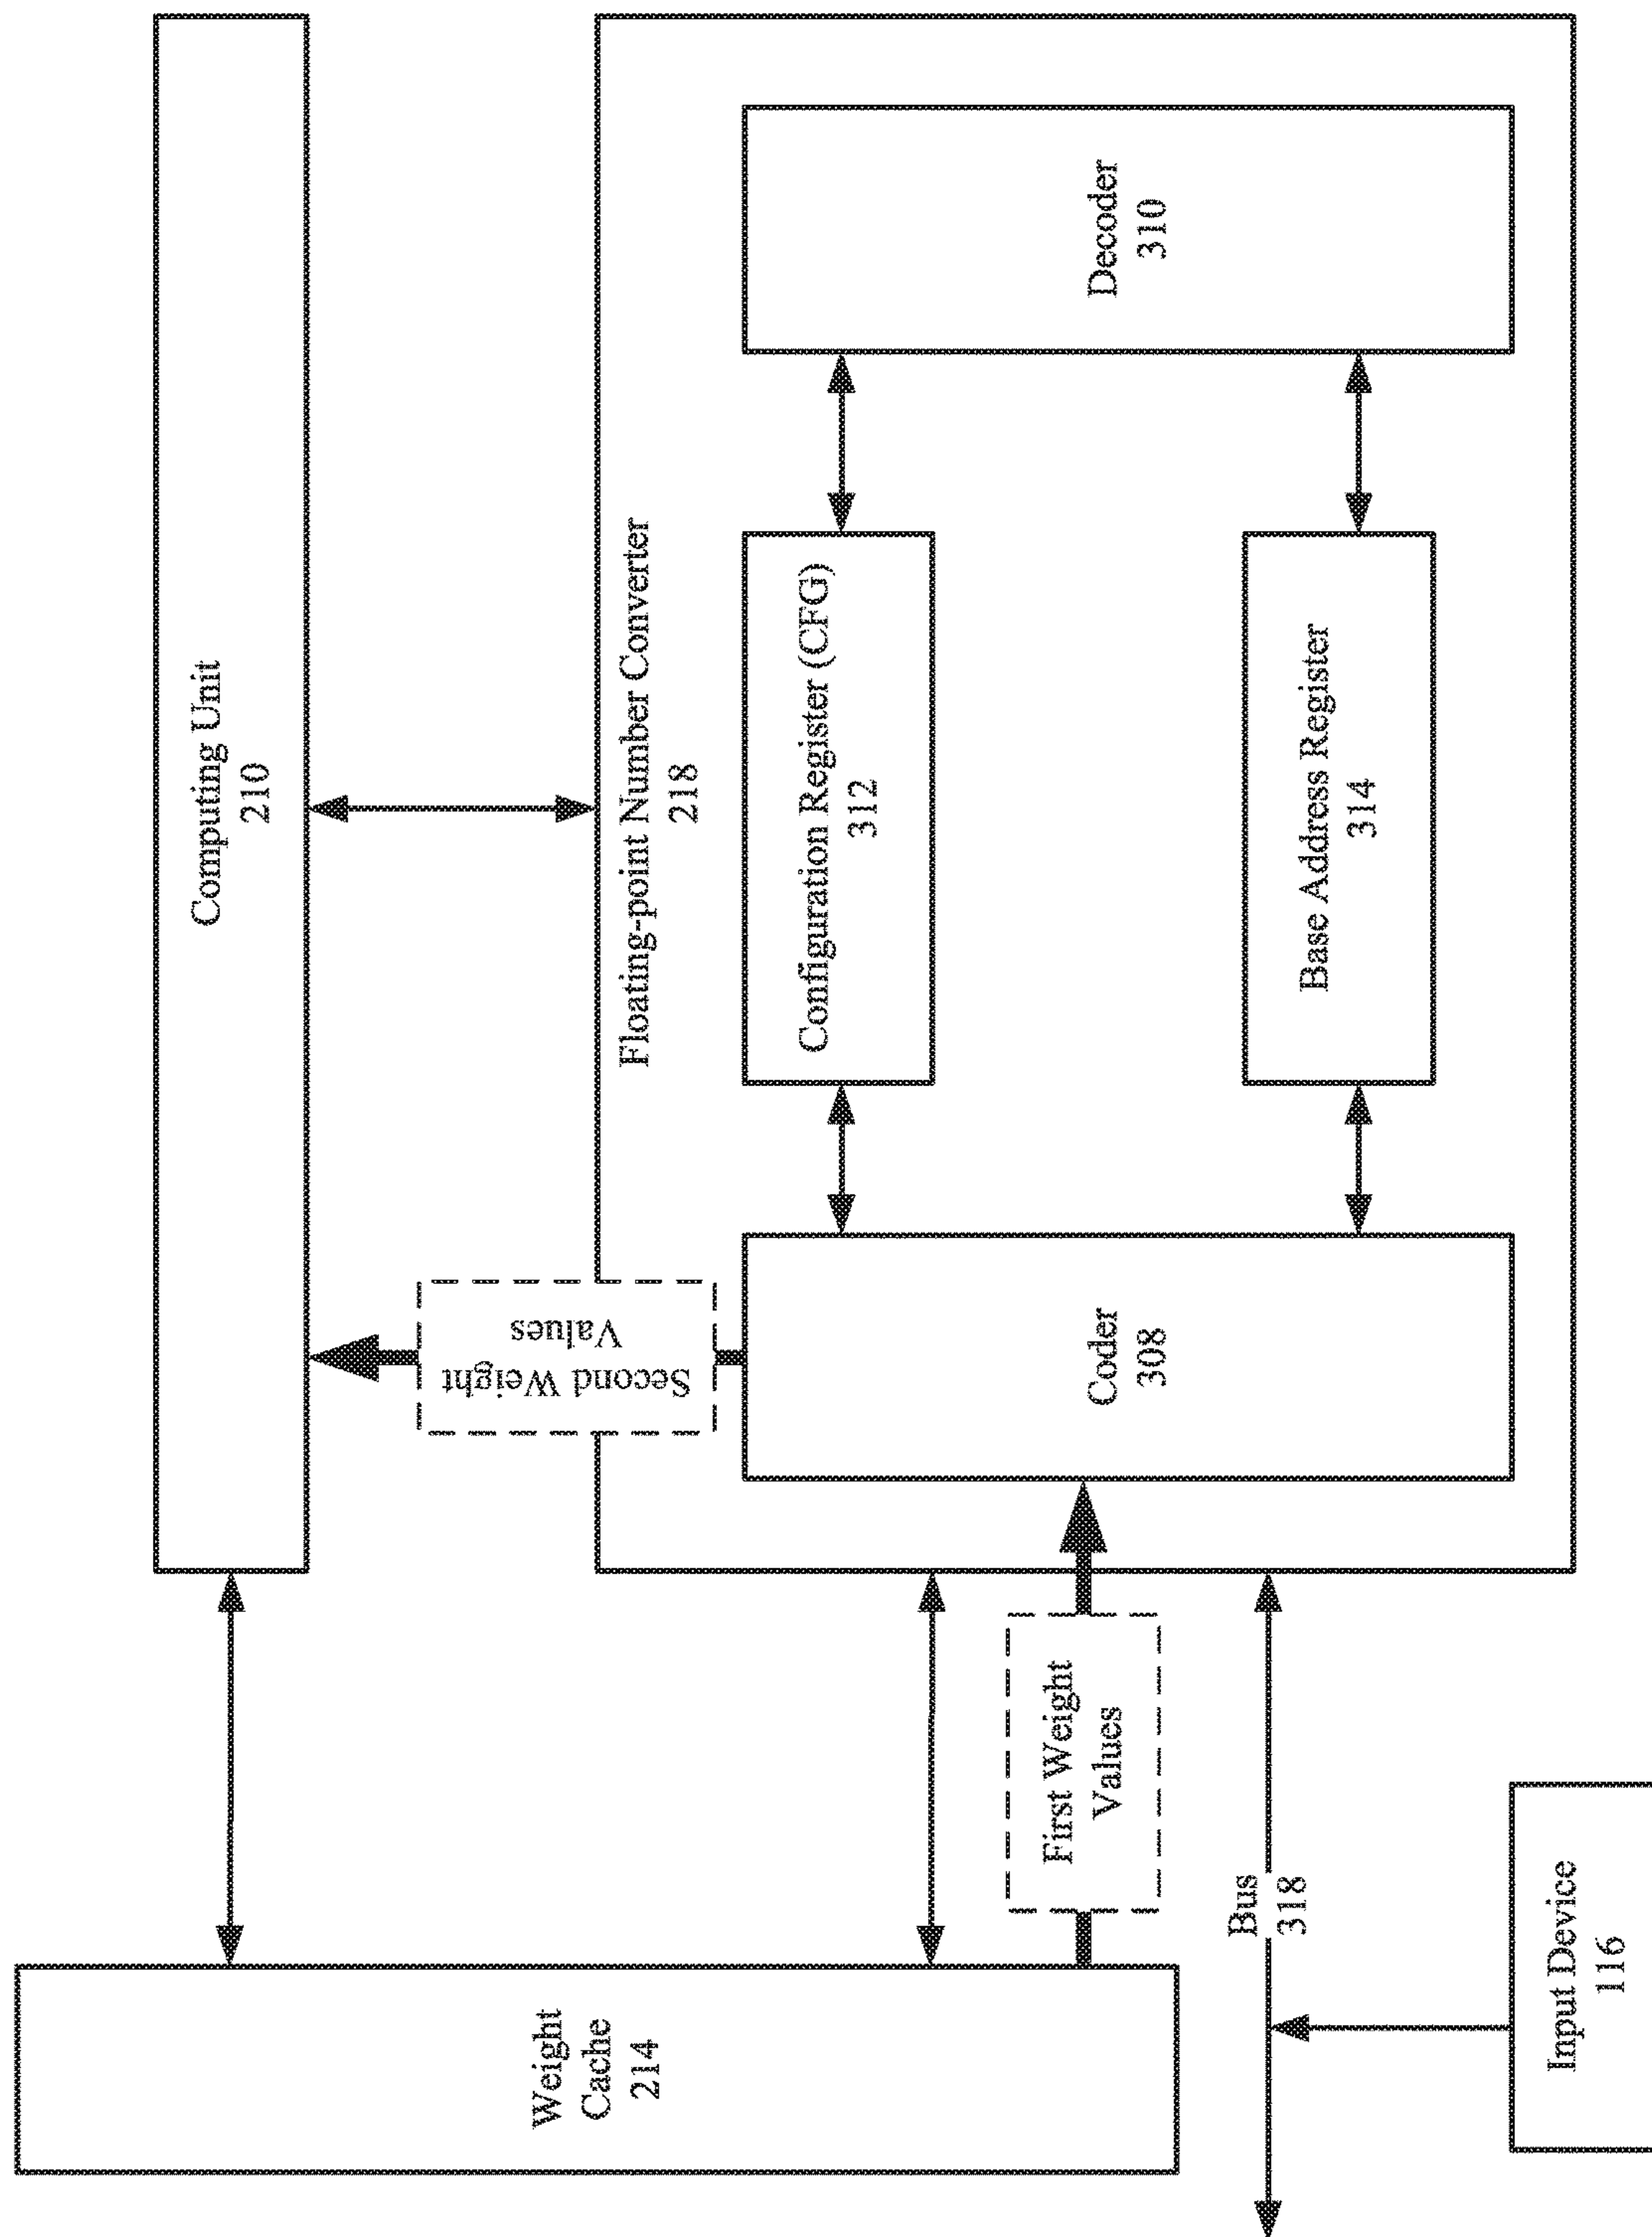 Computing Unit
210
Second Weight
Values
Floating-point Number Converter
218
Weight
Cache
214
First Weight
Values
Coder
308
Configuration Register (CFG)
312
Decoder
310
Base Address Register
314
Bus
318
Input Device
116